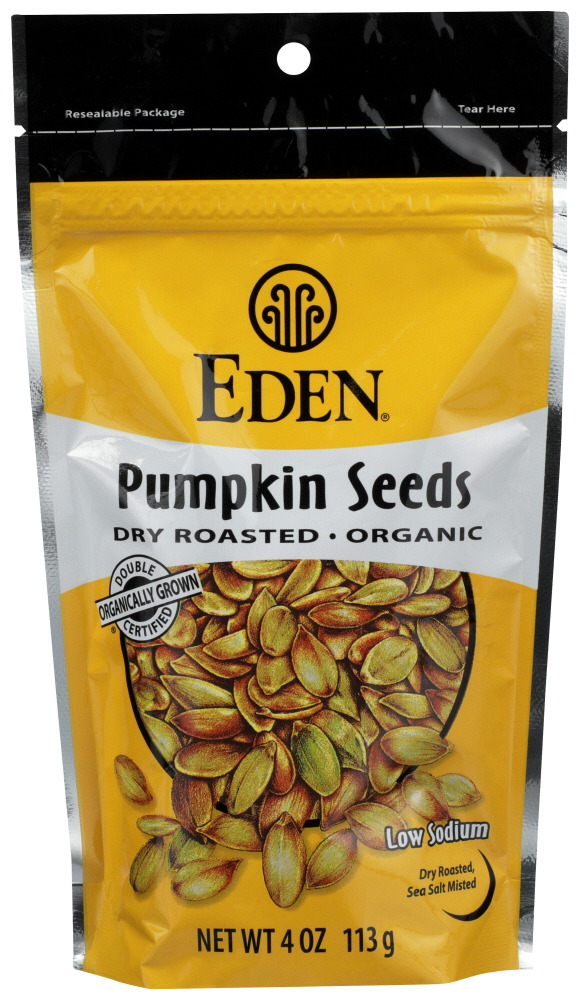 Resealable Package
Tear Here
EDEN®
Pumpkin Seeds
DRY ROASTED • ORGANIC
DOUBLE
ORGANICALLY GROWN
® CERTIFIED
Low Sodium
Dry Roasted,
Sea Salt Misted
NET WT 4 OZ 113 g